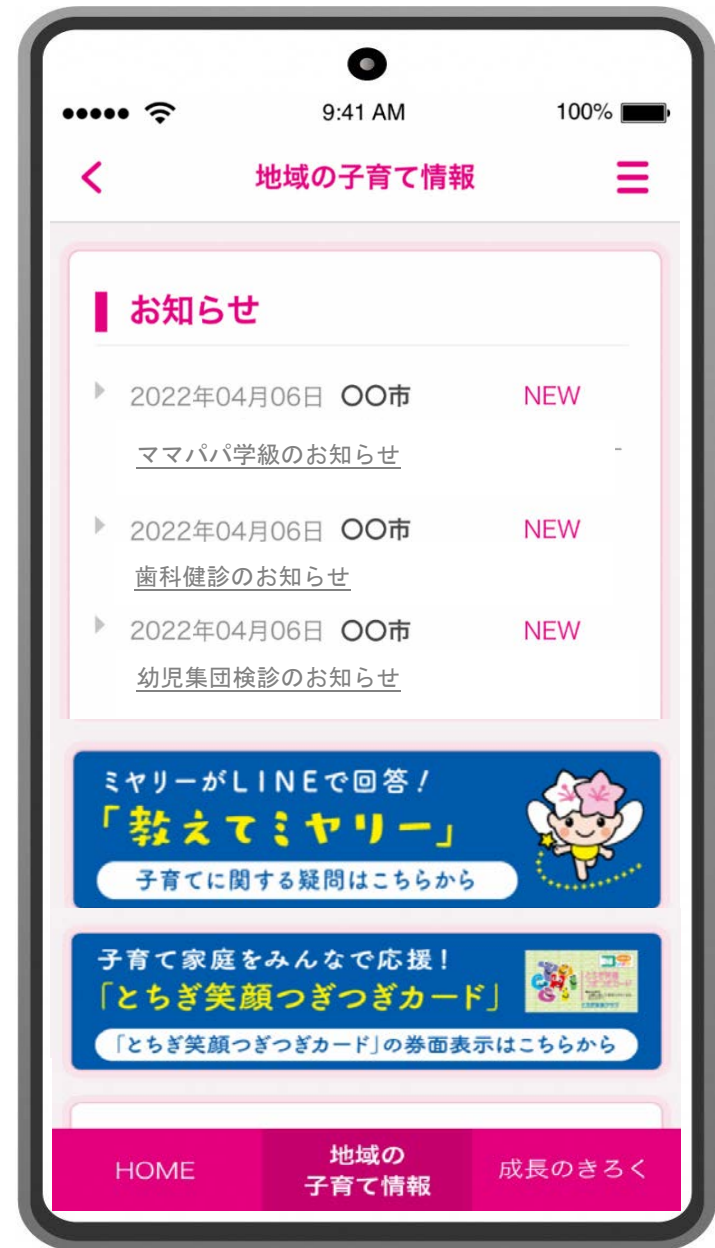 9:41 AM 100%
地域の子育て情報
お知らせ
2022年04月06日 〇〇市 NEW
ママパパ学級のお知らせ
2022年04月06日 〇〇市 NEW
歯科健診のお知らせ
2022年04月06日 〇〇市 NEW
幼児集団検診のお知らせ
ミヤリーがLINEで回答!
「教えてミヤリー」
子育てに関する疑問はこちらから
子育て家庭をみんなで応援!
「とちぎ笑顔つぎつぎカード」
「とちぎ笑顔つぎつぎカード」の券面表示はこちらから
HOME
地域の
子育て情報
成長のきろく